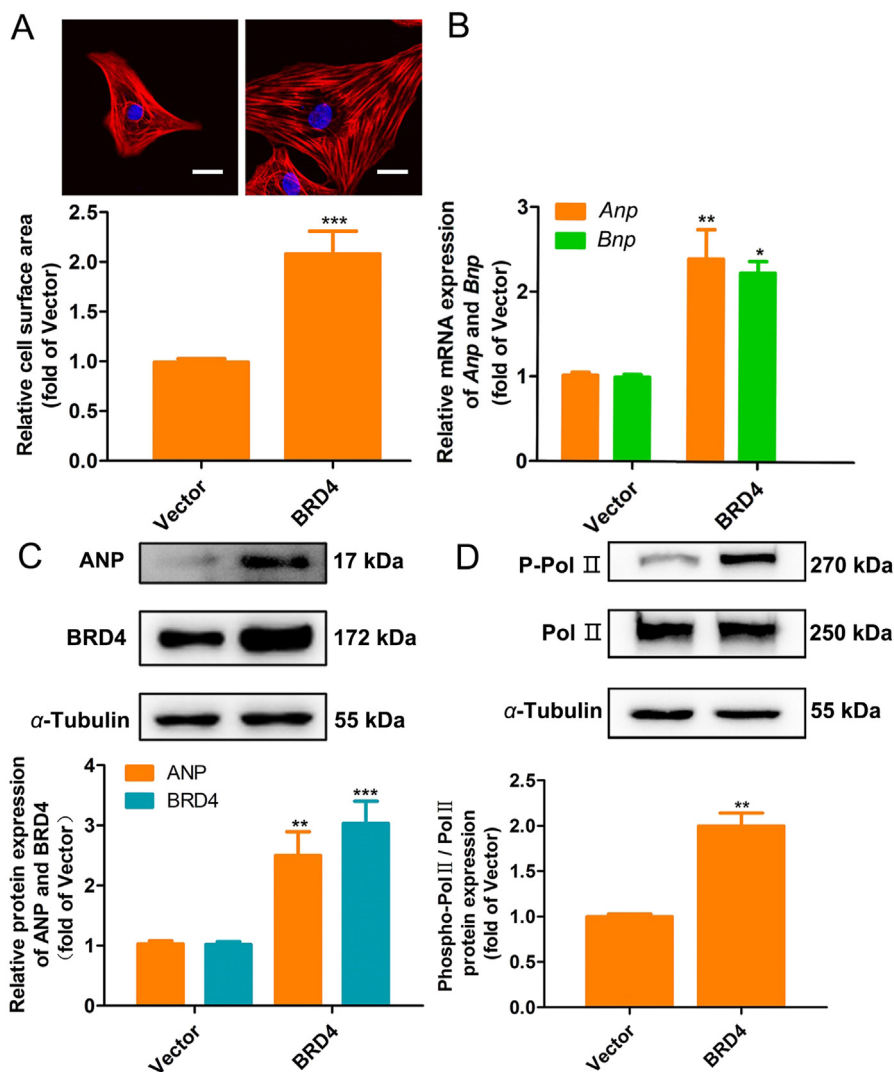 A
Relative cell surface area
(fold of Vector)
2.5
2.0
1.5
1.0
0.5
0.0
***
Vector
BRD4
B
Relative mRNA expression
of Anp and Bnp
(fold of Vector)
3
2
1
0
Anp
Bnp
**
*
Vector
BRD4
C
ANP
17 kDa
BRD4
172 kDa
α-Tubulin
55 kDa
Relative protein expression
of ANP and BRD4
(fold of Vector)
4
3
2
1
0
ANP
BRD4
**
***
Vector
BRD4
D
P-Pol Ⅱ
270 kDa
Pol Ⅱ
250 kDa
α-Tubulin
55 kDa
Phospho-PolⅡ / PolⅡ
protein expression
(fold of Vector)
2.5
2.0
1.5
1.0
0.5
0.0
**
Vector
BRD4